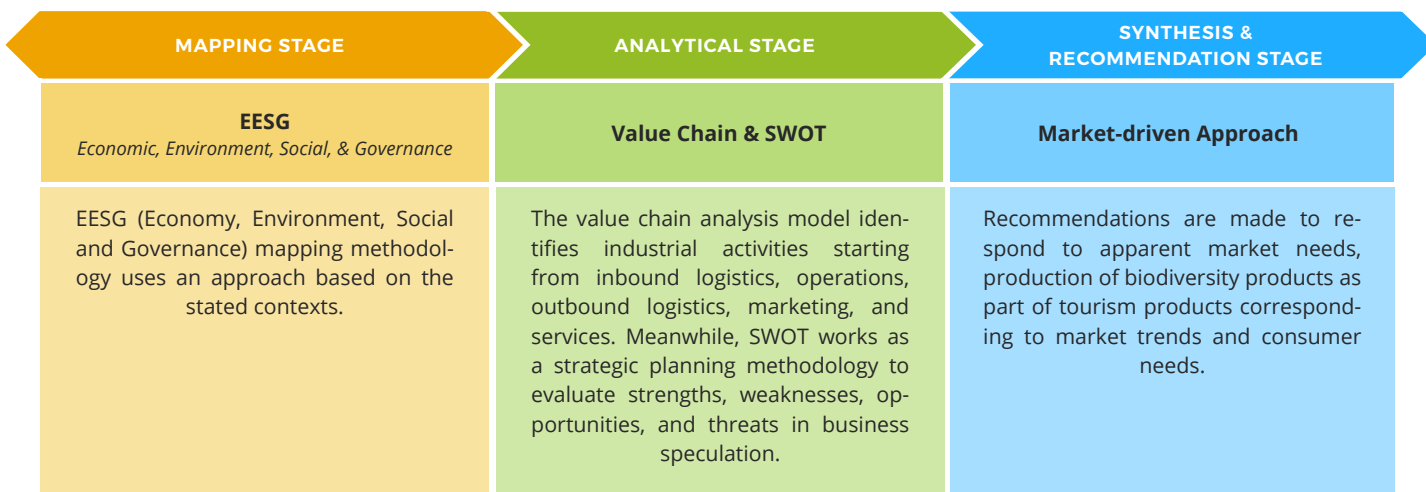 MAPPING STAGE
ANALYTICAL STAGE
SYNTHESIS &
RECOMMENDATION STAGE
EESG
Economic, Environment, Social, & Governance
Value Chain & SWOT
Market-driven Approach
EESG (Economy, Environment, Social
and Governance) mapping methodol-
ogy uses an approach based on the
stated contexts.
The value chain analysis model iden-
tifies industrial activities starting
from inbound logistics, operations,
outbound logistics, marketing, and
services. Meanwhile, SWOT works as
a strategic planning methodology to
evaluate strengths, weaknesses, op-
portunities, and threats in business
speculation.
Recommendations are made to re-
spond to apparent market needs,
production of biodiversity products as
part of tourism products correspond-
ing to market trends and consumer
needs.